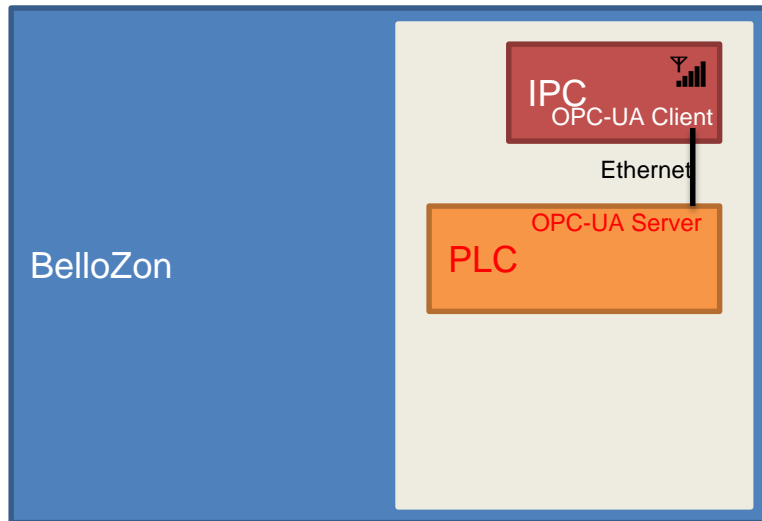 IPC
OPC-UA Client
Ethernet
OPC-UA Server
PLC
BelloZon